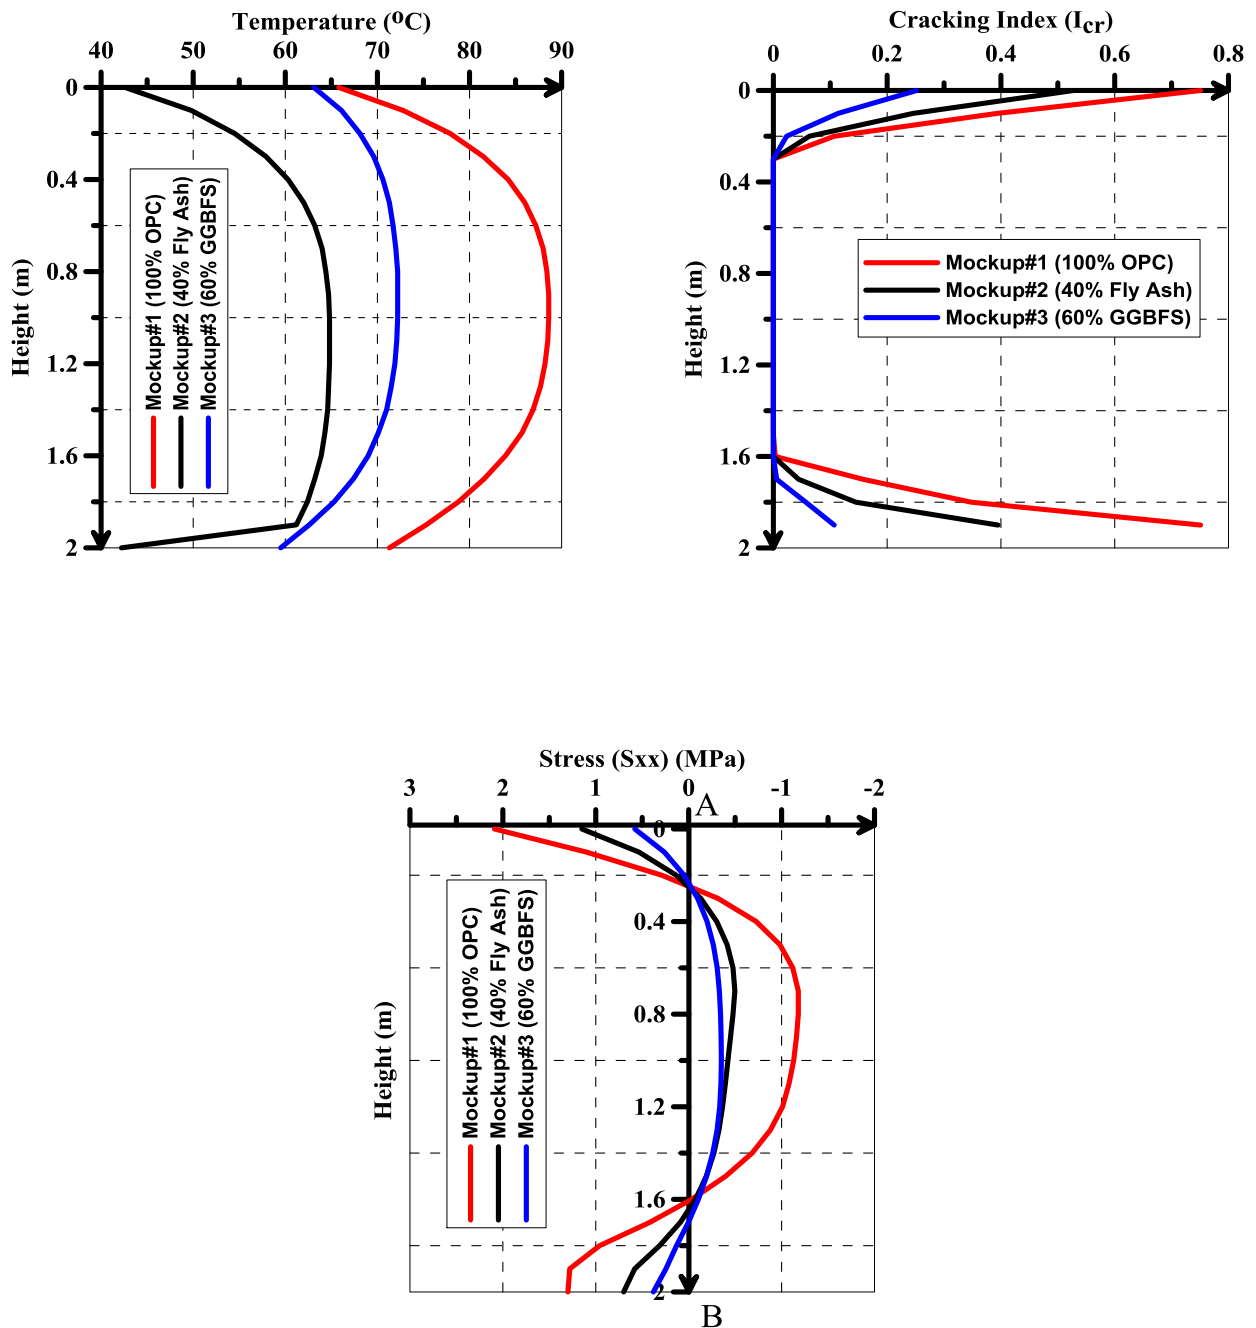 Temperature (ºC)
40 50 60 70 80 90
0
0.4
0.8
1.2
1.6
2
Height (m)
Mockup#1 (100% OPC)
Mockup#2 (40% Fly Ash)
Mockup#3 (60% GGBFS)
Cracking Index (Icr)
0 0.2 0.4 0.6 0.8
0
0.4
0.8
1.2
1.6
2
Height (m)
Mockup#1 (100% OPC)
Mockup#2 (40% Fly Ash)
Mockup#3 (60% GGBFS)
Stress (Sxx) (MPa)
3 2 1 0 -1 -2
A
0
0.4
0.8
1.2
1.6
2
Height (m)
Mockup#1 (100% OPC)
Mockup#2 (40% Fly Ash)
Mockup#3 (60% GGBFS)
B